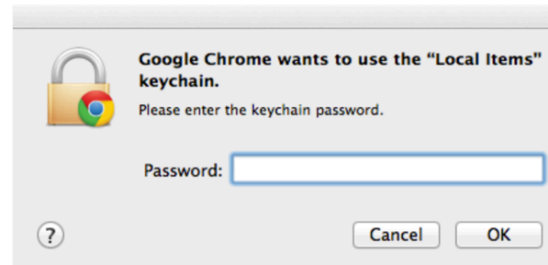 Google Chrome wants to use the “Local Items”
keychain.
Please enter the keychain password.
Password:
?
Cancel
OK